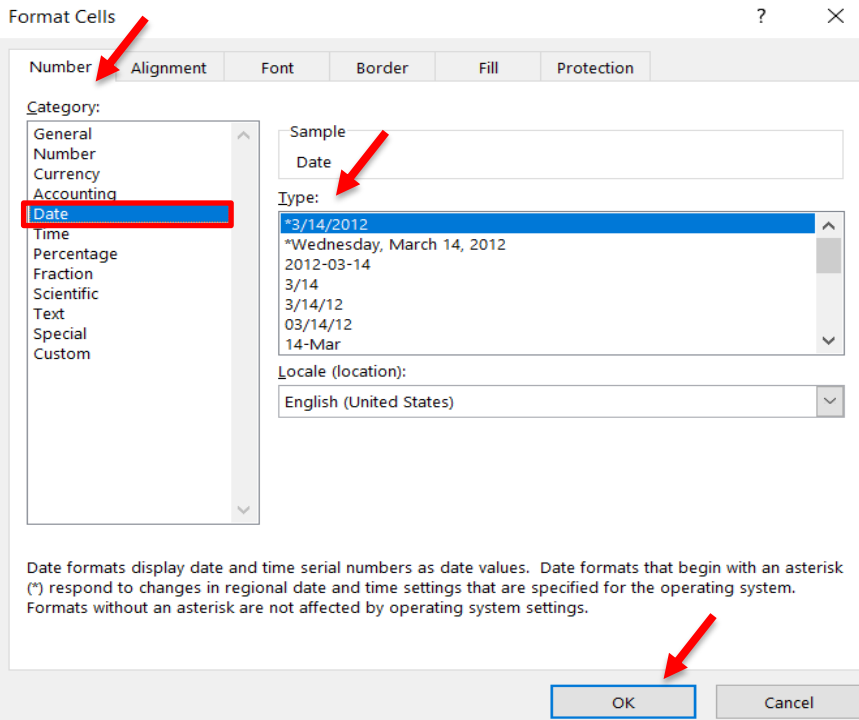 Format Cells
?
Number Alignment Font Border Fill Protection
Category:
General
Number
Currency
Accounting
Date
Time
Percentage
Fraction
Scientific
Text
Special
Custom
Sample
Date
Type:
*3/14/2012
*Wednesday, March 14, 2012
2012-03-14
3/14
3/14/12
03/14/12
14-Mar
Locale (location):
English (United States)
Date formats display date and time serial numbers as date values.  Date formats that begin with an asterisk
(*) respond to changes in regional date and time settings that are specified for the operating system.
Formats without an asterisk are not affected by operating system settings.
OK Cancel